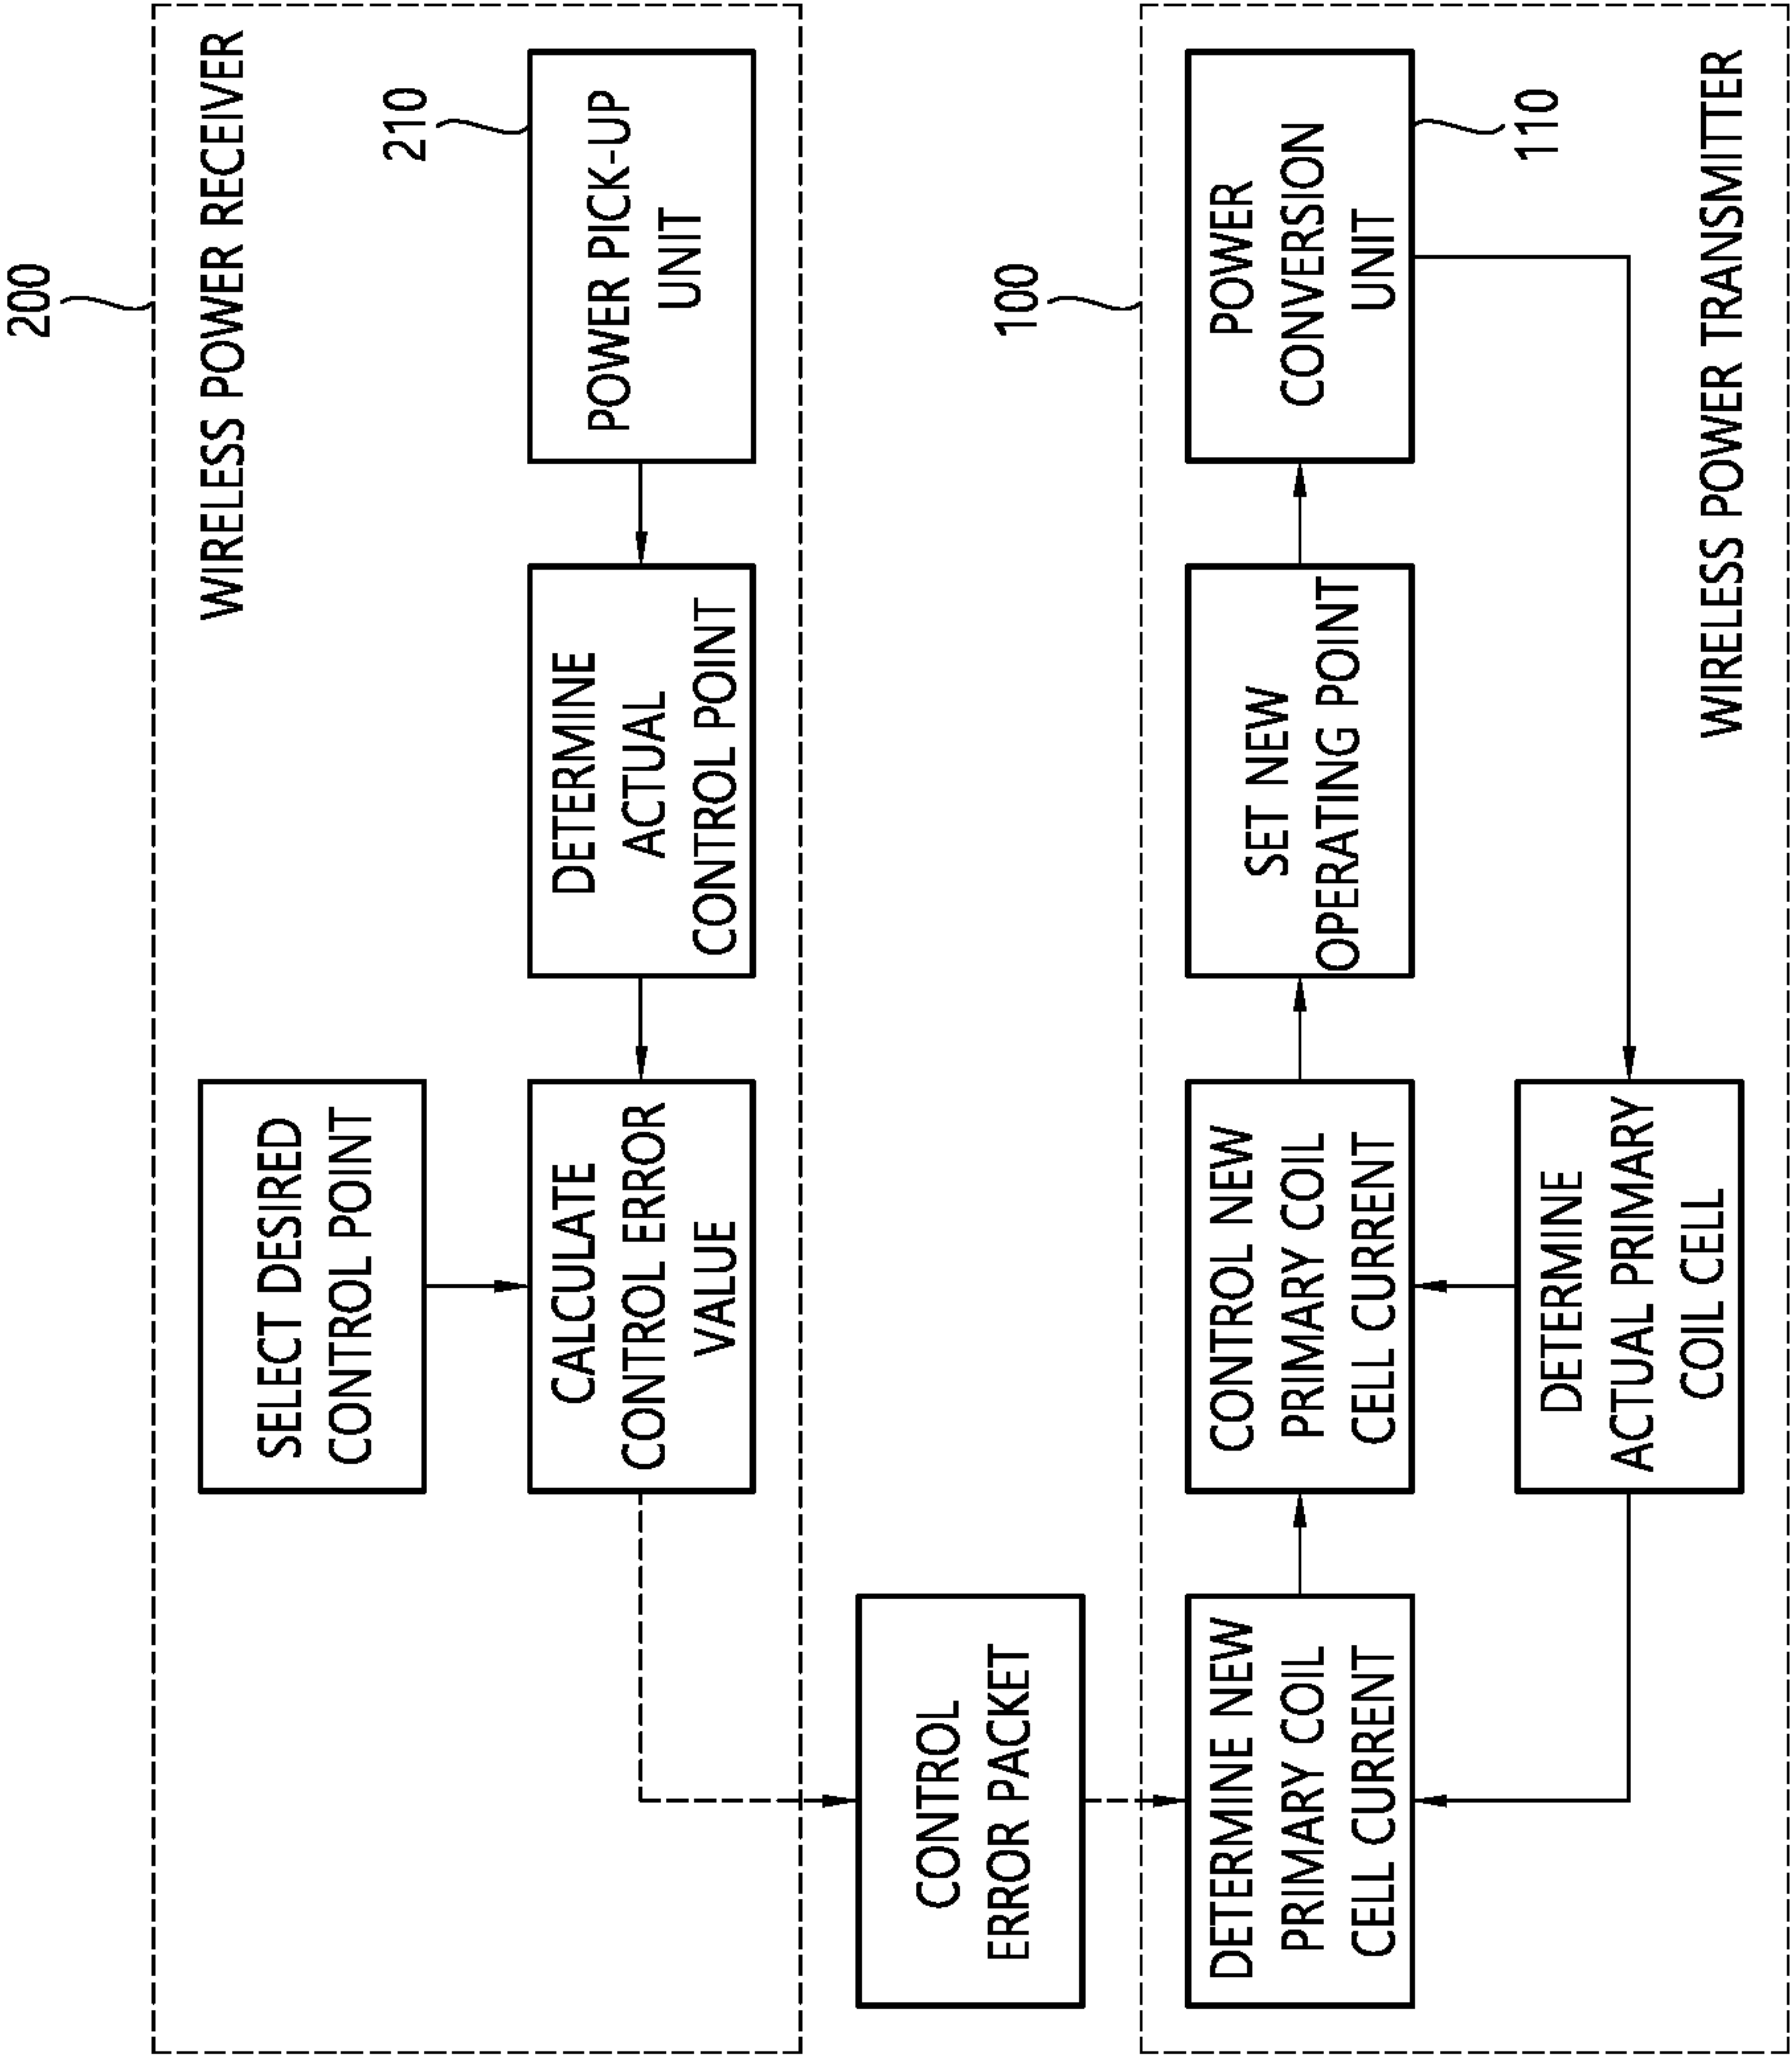 200
WIRELESS POWER RECEIVER
SELECT DESIRED
CONTROL POINT
210
CALCULATE
CONTROL ERROR
VALUE
DETERMINE
ACTUAL
CONTROL POINT
POWER PICK-UP
UNIT
CONTROL
ERROR PACKET
100
DETERMINE NEW
PRIMARY COIL
CELL CURRENT
CONTROL NEW
PRIMARY COIL
CELL CURRENT
SET NEW
OPERATING POINT
POWER
CONVERSION
UNIT
110
DETERMINE
ACTUAL PRIMARY
COIL CELL
WIRELESS POWER TRANSMITTER